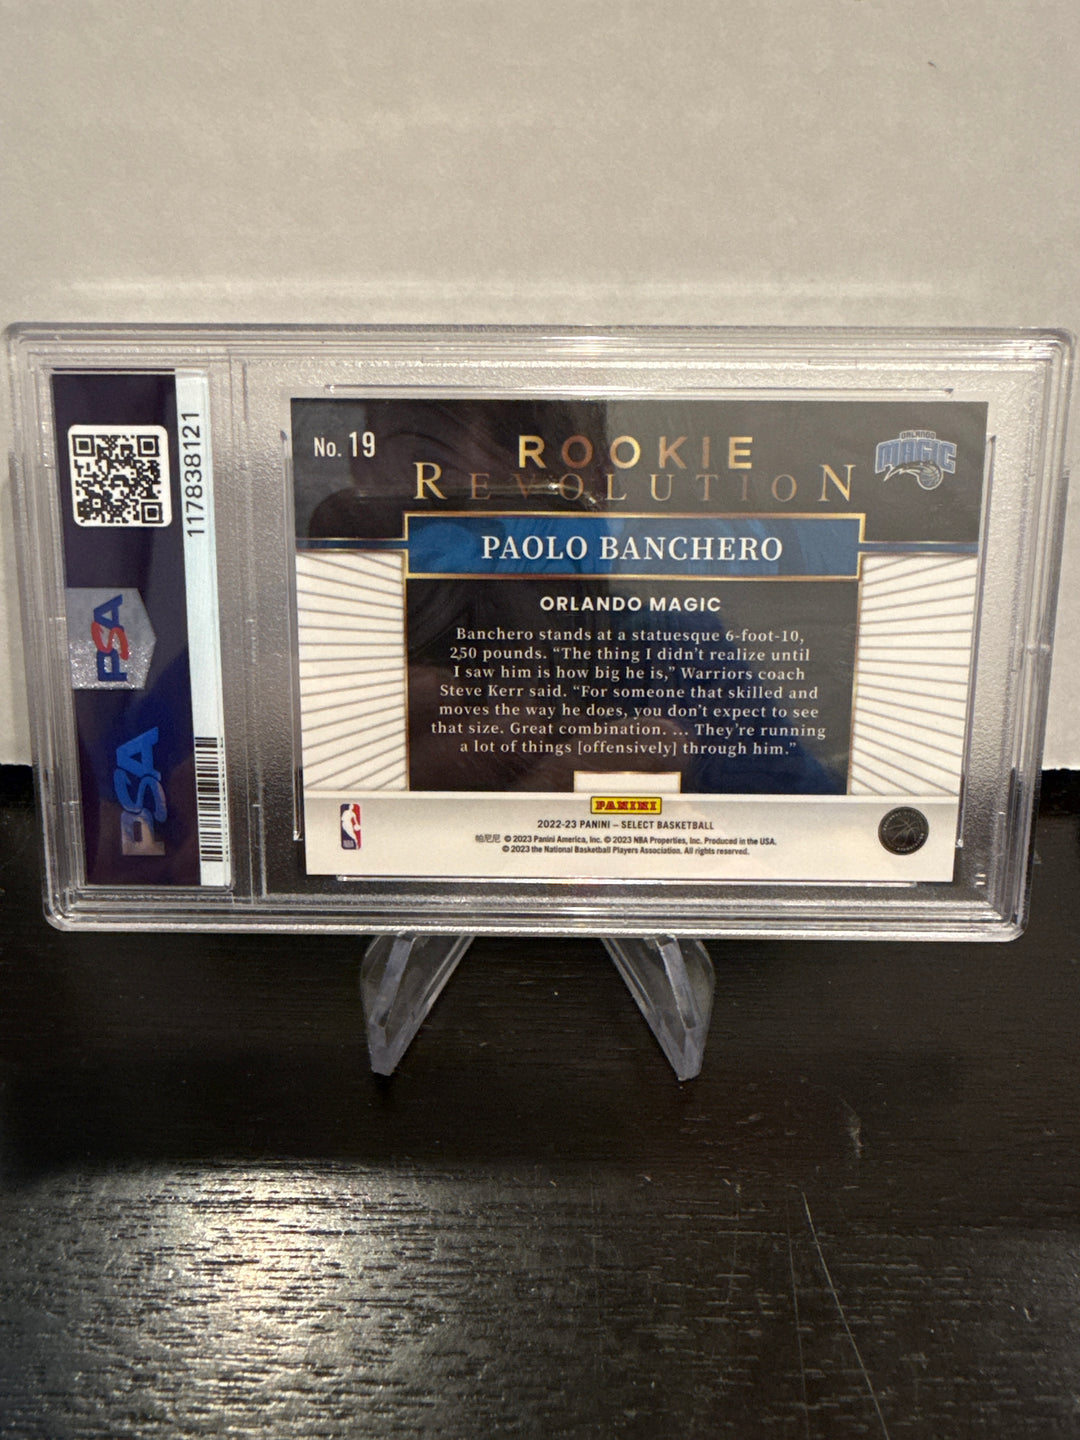 117838121
PSA
PSA
No. 19
ROOKIE
REVOLUTION
ORLANDO
MAGIC
PAOLO BANCHERO
ORLANDO MAGIC
Banchero stands at a statuesque 6-foot-10,
250 pounds. “The thing I didn’t realize until
I saw him is how big he is,” Warriors coach
Steve Kerr said. “For someone that skilled and
moves the way he does, you don’t expect to see
that size. Great combination. ... They’re running
a lot of things [offensively] through him.”
PANINI
2022-23 PANINI – SELECT BASKETBALL
帕尼尼 © 2023 Panini America, Inc. © 2023 NBA Properties, Inc. Produced in the USA.
© 2023 the National Basketball Players Association. All rights reserved.
NBA